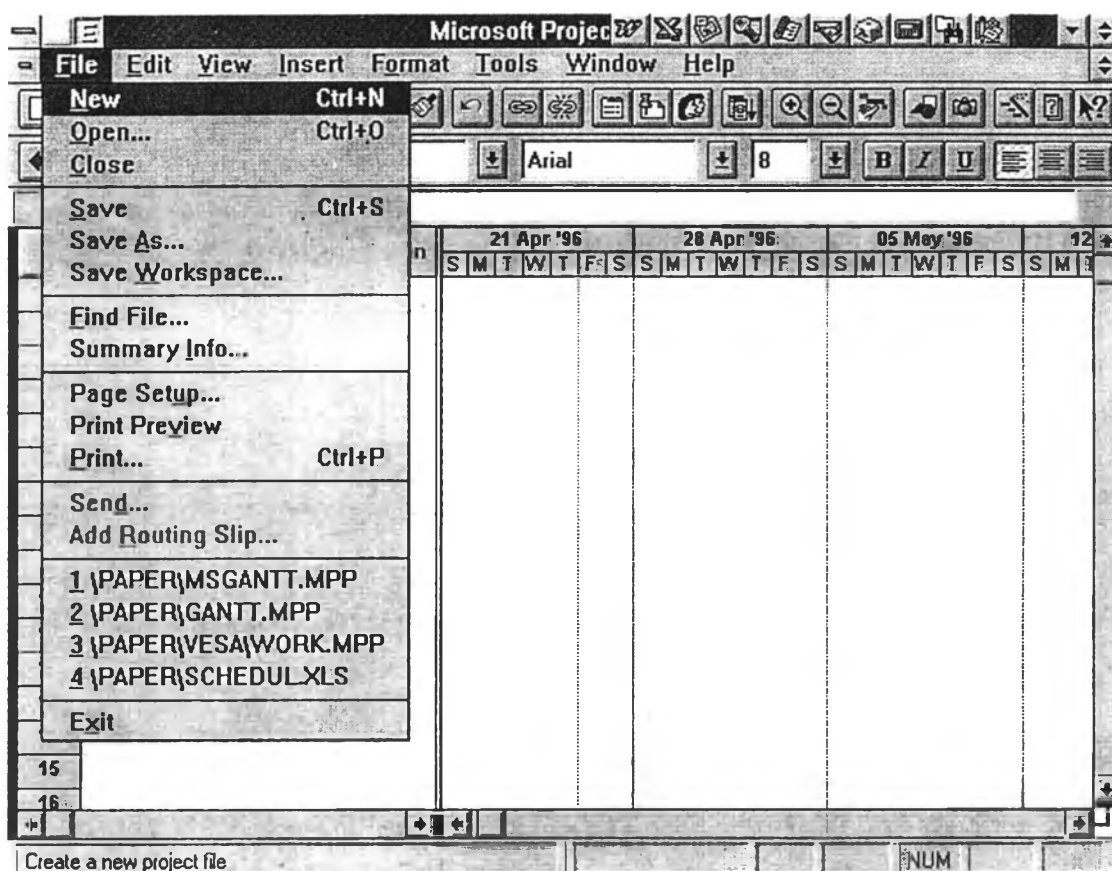 Microsoft Projec
File Edit View Insert Format Tools Window Help
New Ctrl+N
Open... Ctrl+O
Close
Arial 8 B I U
Save Ctrl+S
Save As...
Save Workspace...
Find File...
Summary Info...
Page Setup...
Print Preview
Print... Ctrl+P
Send...
Add Routing Slip...
1 \PAPER\MSGANTT.MPP
2 \PAPER\GANTT.MPP
3 \PAPER\VESA\WORK.MPP
4 \PAPER\SCHEDUL.XLS
Exit
n 21 Apr '96 28 Apr '96 05 May '96 12
S M T W T F S S M T W T F S S M T W T F S S M T
15
16
Create a new project file NUM